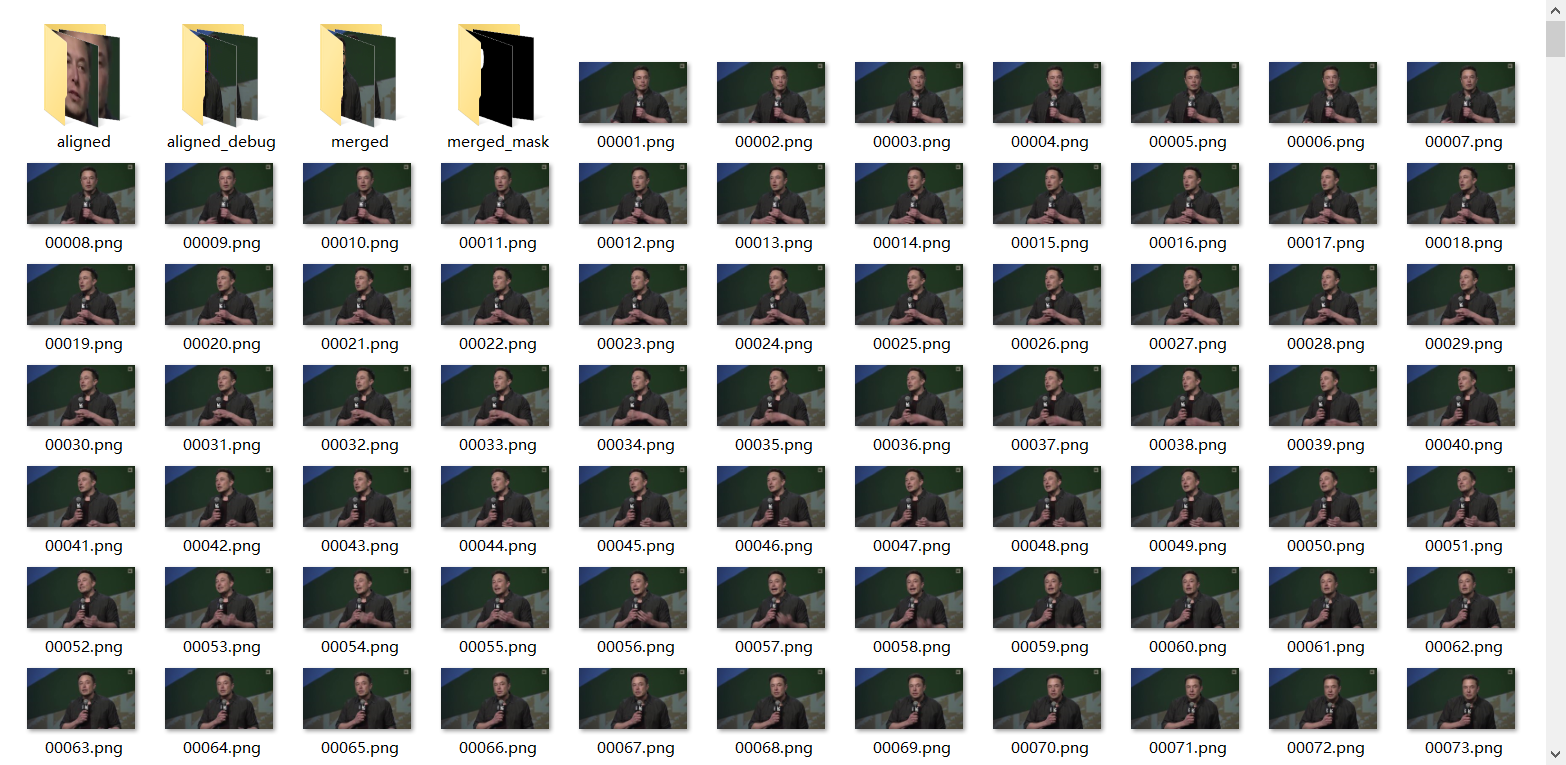 aligned aligned_debug merged merged_mask 00001.png 00002.png 00003.png 00004.png 00005.png 00006.png 00007.png
00008.png 00009.png 00010.png 00011.png 00012.png 00013.png 00014.png 00015.png 00016.png 00017.png 00018.png
00019.png 00020.png 00021.png 00022.png 00023.png 00024.png 00025.png 00026.png 00027.png 00028.png 00029.png
00030.png 00031.png 00032.png 00033.png 00034.png 00035.png 00036.png 00037.png 00038.png 00039.png 00040.png
00041.png 00042.png 00043.png 00044.png 00045.png 00046.png 00047.png 00048.png 00049.png 00050.png 00051.png
00052.png 00053.png 00054.png 00055.png 00056.png 00057.png 00058.png 00059.png 00060.png 00061.png 00062.png
00063.png 00064.png 00065.png 00066.png 00067.png 00068.png 00069.png 00070.png 00071.png 00072.png 00073.png